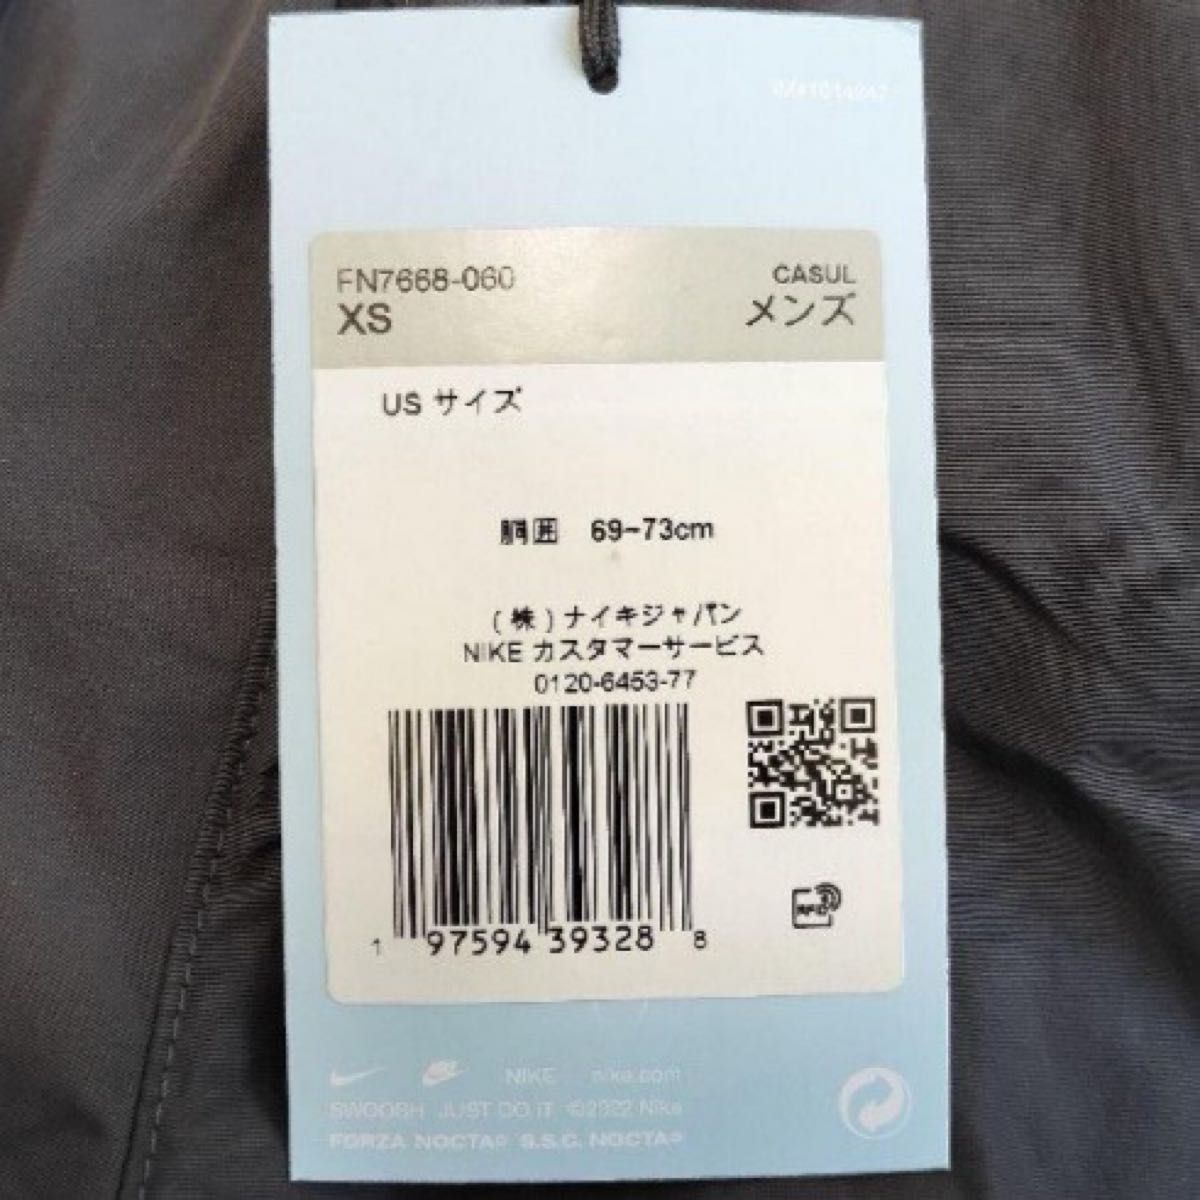 FN7668-060
CASUL
XS
メンズ
US サイズ
胴囲 69-73cm
(株)ナイキジャパン
NIKE カスタマーサービス
0120-6453-77
RFID
1 97594 39328 8
NIKE nike.com
SWOOSH JUST DO IT ©2022 Nike
FORZA NOCTA® S.S.C. NOCTA®